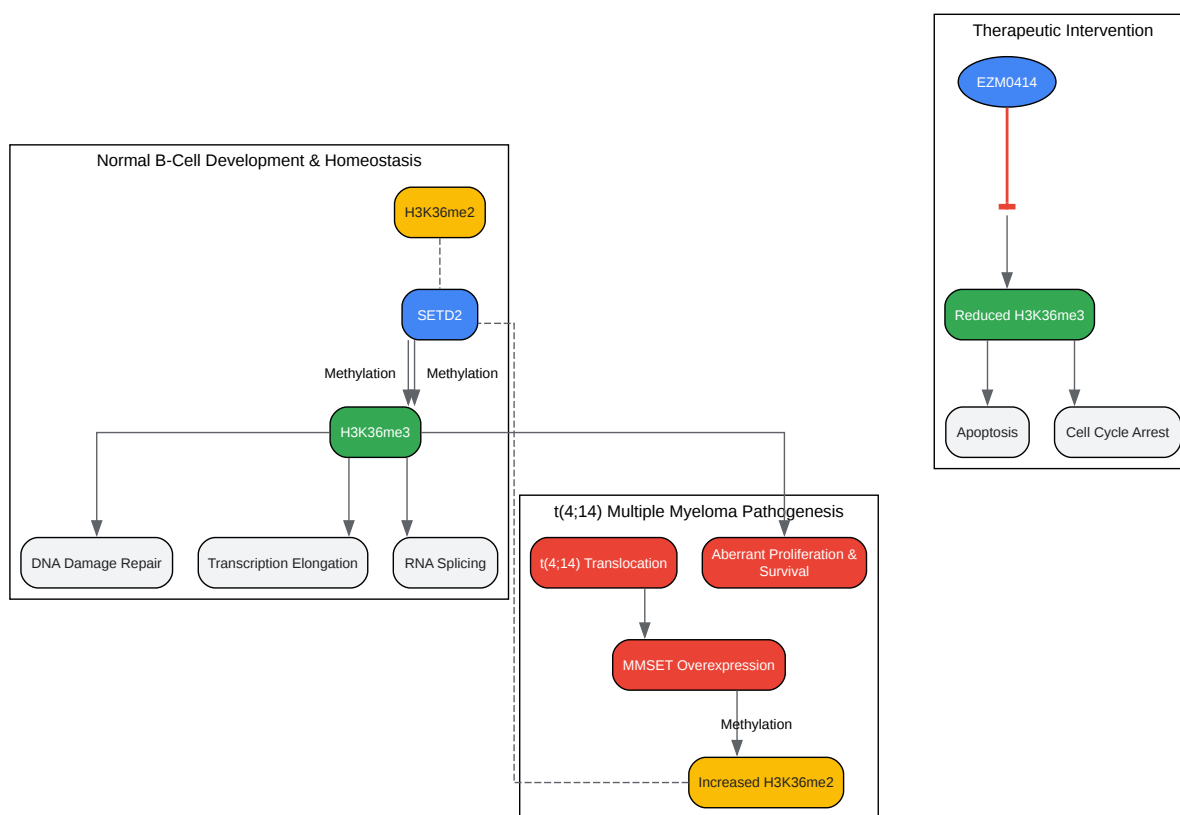 Therapeutic Intervention
EZM0414
Normal B-Cell Development & Homeostasis
H3K36me2
SETD2
Reduced H3K36me3
Methylation
Methylation
H3K36me3
Apoptosis
Cell Cycle Arrest
t(4;14) Multiple Myeloma Pathogenesis
DNA Damage Repair
Transcription Elongation
RNA Splicing
t(4;14) Translocation
Aberrant Proliferation &
Survival
MMSET Overexpression
Methylation
Increased H3K36me2